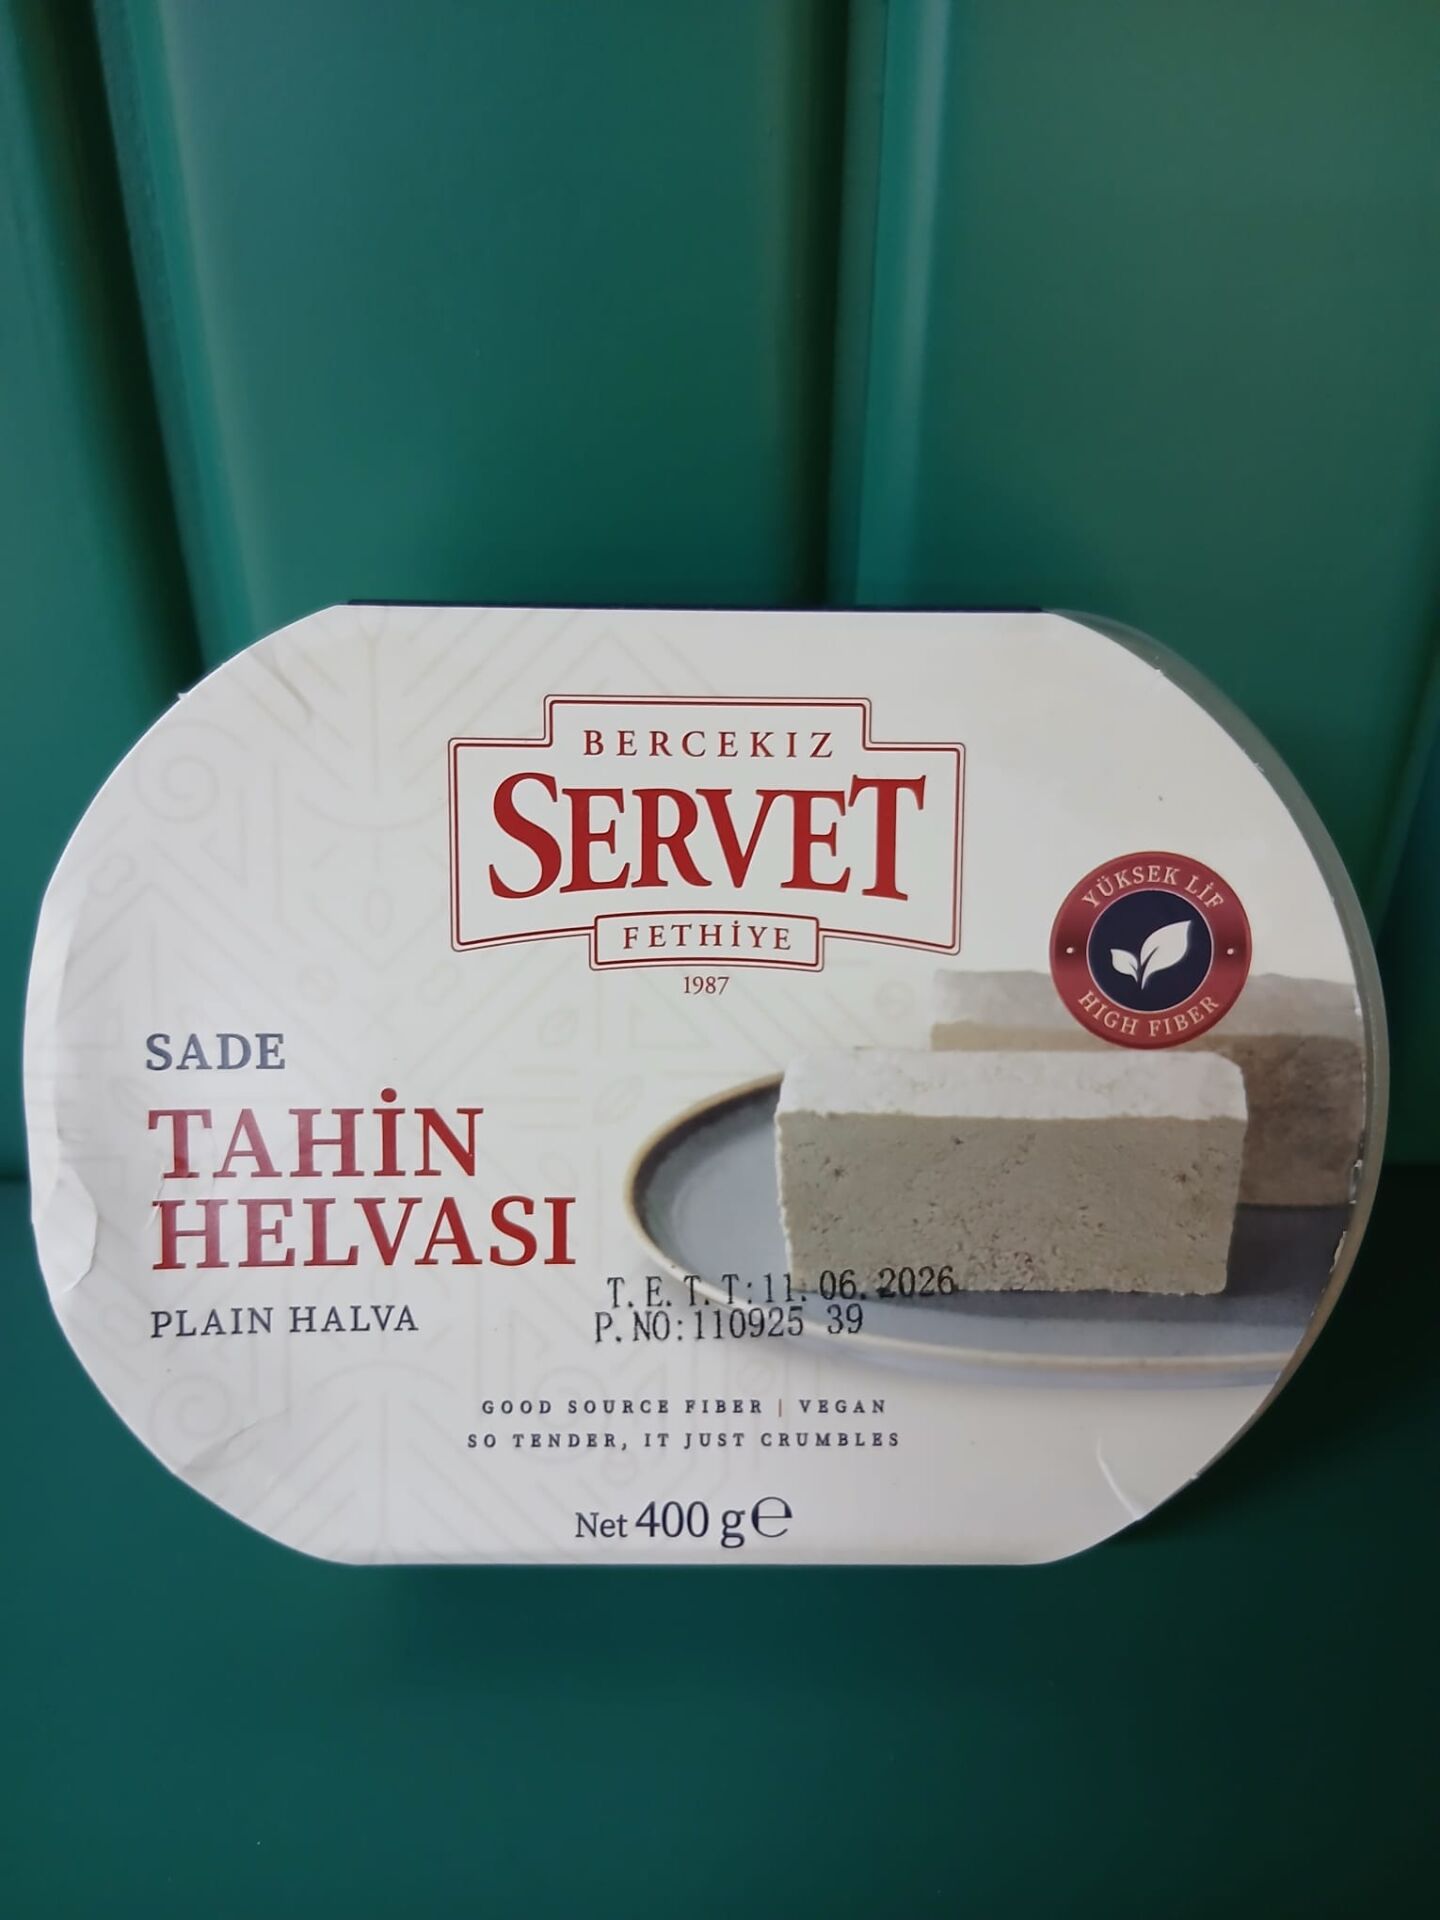 BERCEKIZ
SERVET
FETHİYE
1987
YÜKSEK LİF
HIGH FIBER
SADE
TAHİN
HELVASI
PLAIN HALVA
T.E.T.T:11.06.2026
P.NO:110925 39
GOOD SOURCE FIBER | VEGAN
SO TENDER, IT JUST CRUMBLES
Net 400 g℮